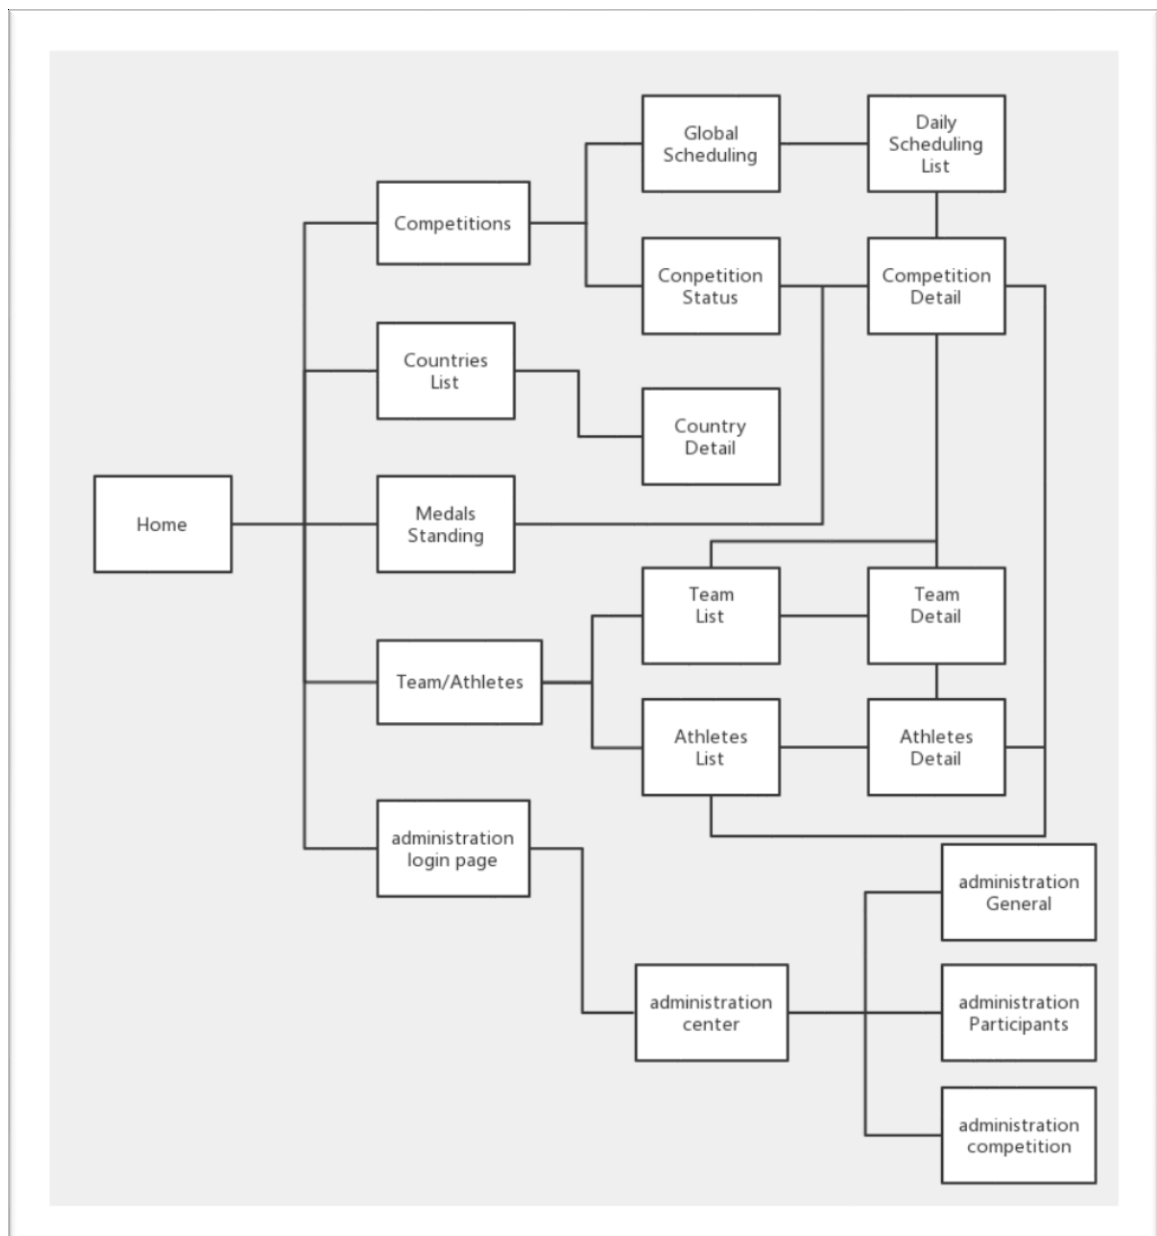 Global
Scheduling
Daily
Scheduling
List
Competitions
Conpetition
Status
Competition
Detail
Countries
List
Country
Detail
Home
Medals
Standing
Team
List
Team
Detail
Team/Athletes
Athletes
List
Athletes
Detail
administration
login page
administration
General
administration
center
administration
Participants
administration
competition